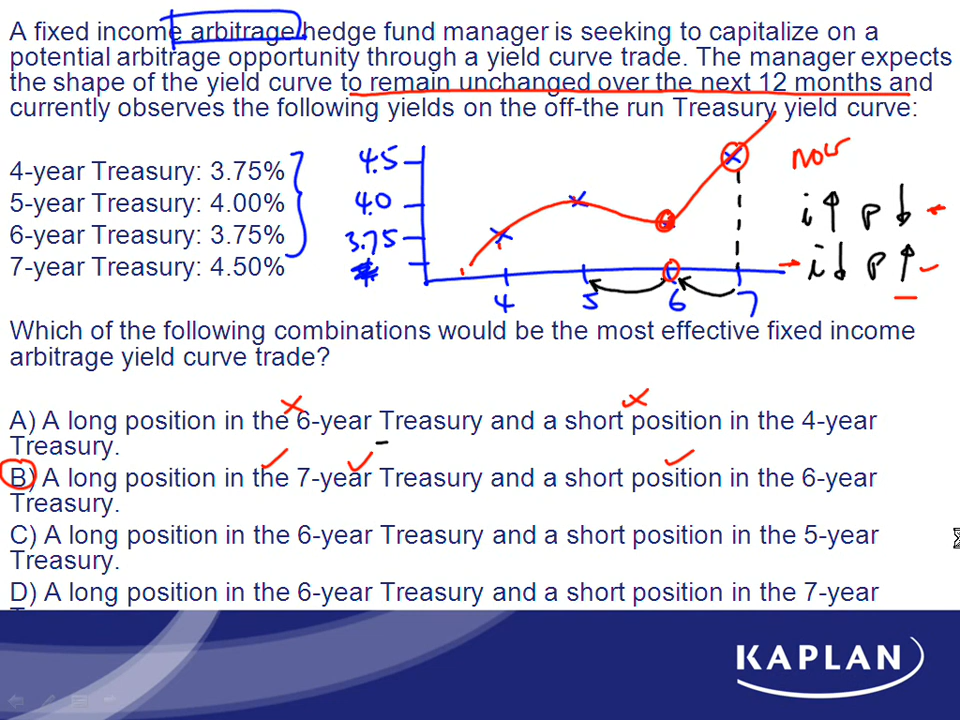 A fixed income arbitrage hedge fund manager is seeking to capitalize on a
potential arbitrage opportunity through a yield curve trade. The manager expects
the shape of the yield curve to remain unchanged over the next 12 months and
currently observes the following yields on the off-the run Treasury yield curve:
4-year Treasury: 3.75%
5-year Treasury: 4.00%
6-year Treasury: 3.75%
7-year Treasury: 4.50%
4.5
4.0
3.75
4
5
6
7
now
i↑ p↓
i↓ p↑
Which of the following combinations would be the most effective fixed income
arbitrage yield curve trade?
A) A long position in the 6-year Treasury and a short position in the 4-year
Treasury.
B) A long position in the 7-year Treasury and a short position in the 6-year
Treasury.
C) A long position in the 6-year Treasury and a short position in the 5-year
Treasury.
D) A long position in the 6-year Treasury and a short position in the 7-year
KAPLAN